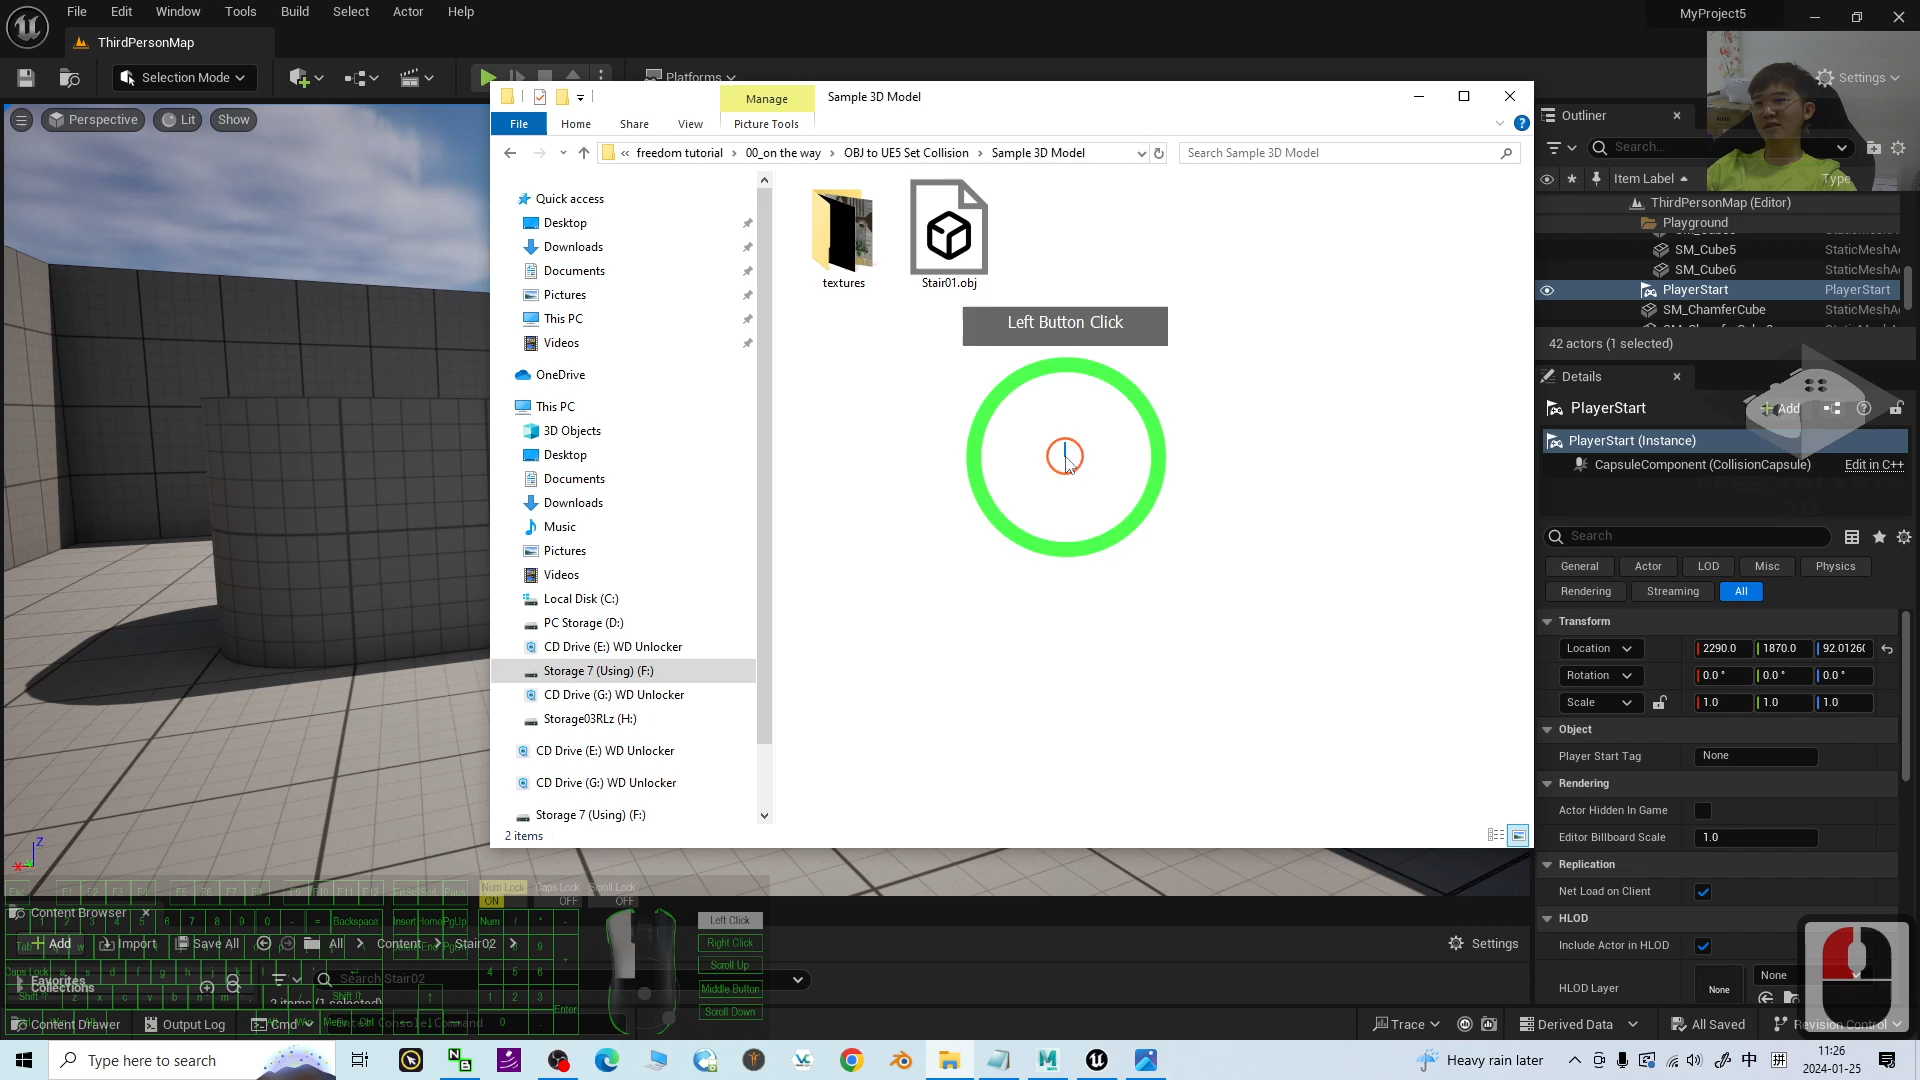 File Edit Window Tools Build Select Actor Help
MyProject5
ThirdPersonMap
Selection Mode
Platforms
Settings
Perspective Lit Show
Manage
Sample 3D Model
File Home Share View Picture Tools
« freedom tutorial › 00_on the way › OBJ to UE5 Set Collision › Sample 3D Model
Search Sample 3D Model
Quick access
Desktop
Downloads
Documents
Pictures
This PC
Videos
OneDrive
This PC
3D Objects
Desktop
Documents
Downloads
Music
Pictures
Videos
Local Disk (C:)
PC Storage (D:)
CD Drive (E:) WD Unlocker
Storage 7 (Using) (F:)
CD Drive (G:) WD Unlocker
Storage03RLz (H:)
CD Drive (E:) WD Unlocker
CD Drive (G:) WD Unlocker
Storage 7 (Using) (F:)
2 items
textures
Stair01.obj
Left Button Click
Outliner
Search...
Item Label
Type
ThirdPersonMap (Editor)
Playground
SM_Cube5
SM_Cube6
PlayerStart PlayerStart
SM_ChamferCube
42 actors (1 selected)
Details
PlayerStart
Add
PlayerStart (Instance)
CapsuleComponent (CollisionCapsule) Edit in C++
Search
General Actor LOD Misc Physics
Rendering Streaming All
Transform
Location 2290.0 1870.0
Rotation 0.0 ° 0.0 ° 0.0 °
Scale 1.0 1.0 1.0
Object
Player Start Tag None
Rendering
Actor Hidden In Game
Editor Billboard Scale 1.0
Replication
Net Load on Client
HLOD
Include Actor in HLOD
HLOD Layer None None
Num Lock Caps Lock Scroll Lock
ON OFF OFF
Content Browser
Add Import Save All All › Content › Stair02 ›
Settings
Favorites
Search Stair02
Collections
2 items (1 selected)
Left Click
Right Click
Scroll Up
Middle Button
Scroll Down
Content Drawer Output Log Cmd Enter Console Command
Trace Derived Data All Saved Revision Control
Type here to search
Heavy rain later
中
拼
11:26
2024-01-25